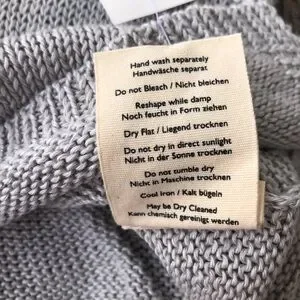 Hand wash separately
Handwäsche separat
Do not Bleach / Nicht bleichen
Reshape while damp
Noch feucht in Form ziehen
Dry Flat / Liegend trocknen
Do not dry in direct sunlight
Nicht in der Sonne trocknen
Do not tumble dry
Nicht in Maschine trocknen
Cool Iron / Kalt bügeln
May be Dry Cleaned
Kann chemisch gereinigt werden